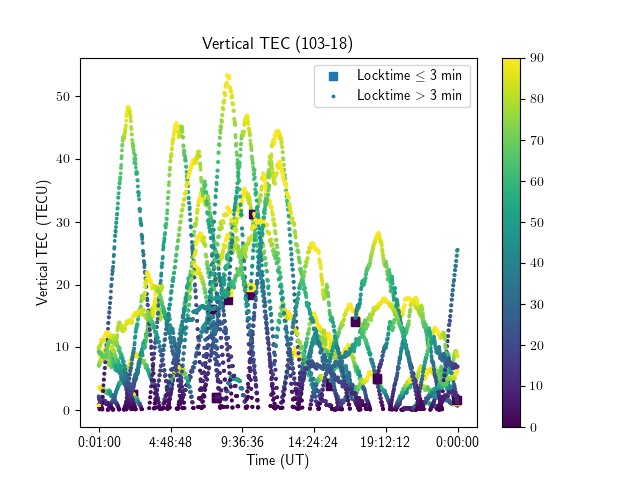 Vertical TEC (103-18)
Locktime ≤ 3 min
Locktime > 3 min
Vertical TEC (TECU)
50
40
30
20
10
0
0:01:00 4:48:48 9:36:36 14:24:24 19:12:12 0:00:00
Time (UT)
90
80
70
60
50
40
30
20
10
0